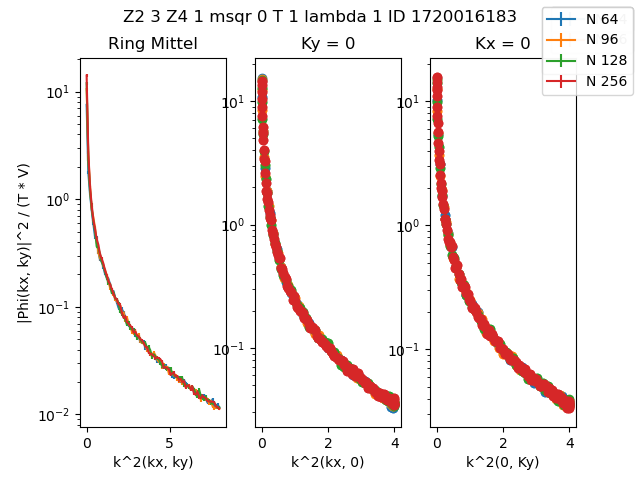 Z2 3 Z4 1 msqr 0 T 1 lambda 1 ID 1720016183
N 64
N 96
N 128
N 256
Ring Mittel
Ky = 0
Kx = 0
|Phi(kx, ky)|^2 / (T * V)
10^1
10^0
10^-1
10^-2
0 5
k^2(kx, ky)
10^1
10^0
10^-1
0 2 4
k^2(kx, 0)
10^1
10^0
10^-1
0 2 4
k^2(0, Ky)